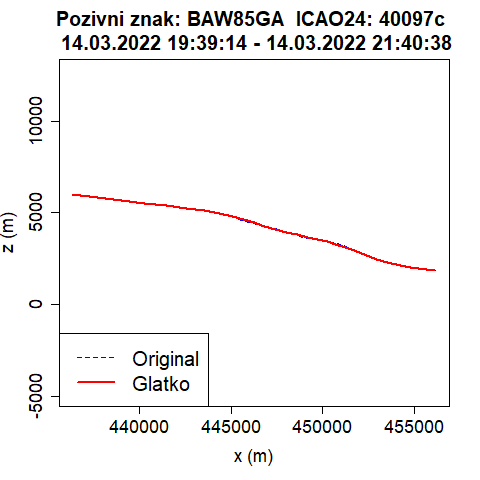 Pozivni znak: BAW85GA  ICAO24: 40097c
14.03.2022 19:39:14 - 14.03.2022 21:40:38
z (m)
10000
5000
0
-5000
Original
Glatko
440000 445000 450000 455000
x (m)